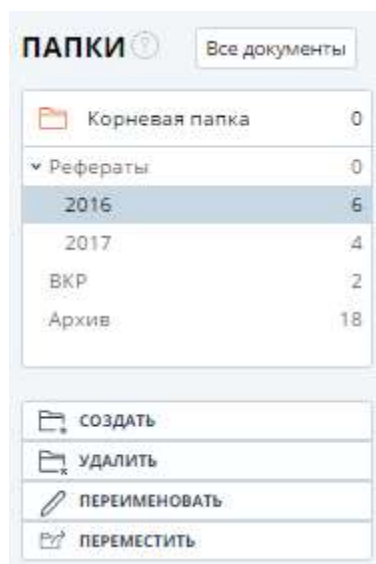 ПАПКИ ? Все документы
Корневая папка 0
Рефераты 0
2016 6
2017 4
ВКР 2
Архив 18
СОЗДАТЬ
УДАЛИТЬ
ПЕРЕИМЕНОВАТЬ
ПЕРЕМЕСТИТЬ